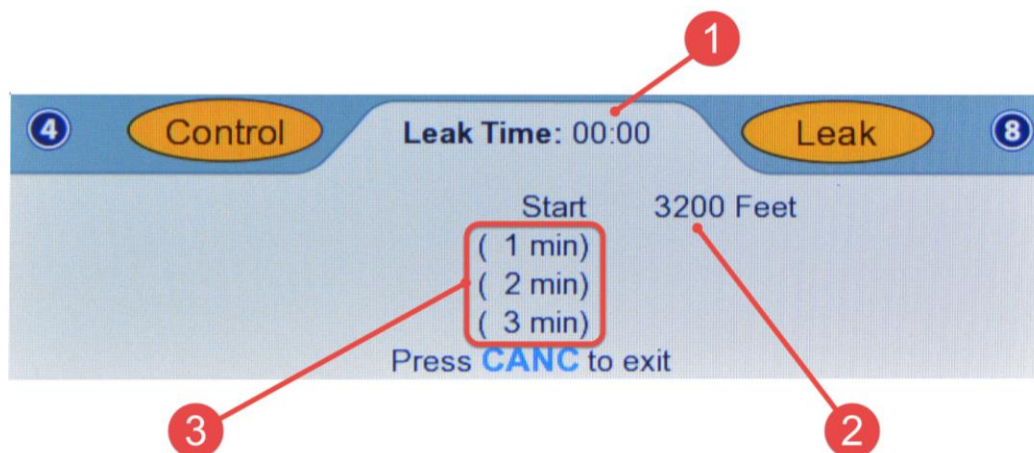 1
4 Control Leak Time: 00:00 Leak 8
Start 3200 Feet
( 1 min)
( 2 min)
( 3 min)
Press CANC to exit
3 2